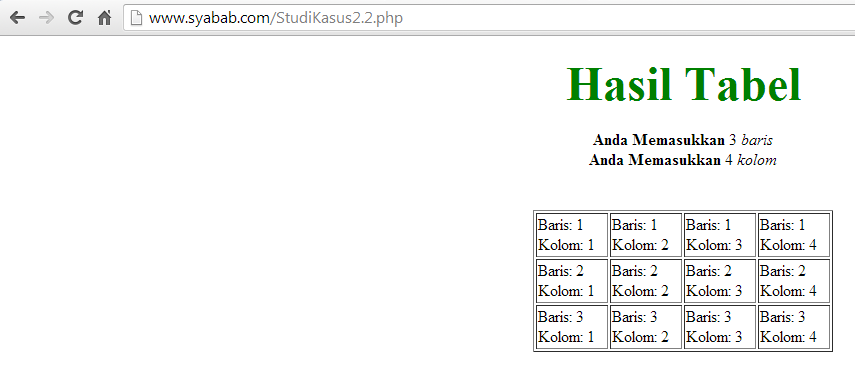 www.syabab.com/StudiKasus2.2.php
Hasil Tabel
Anda Memasukkan 3 baris
Anda Memasukkan 4 kolom
Baris: 1 Baris: 1 Baris: 1 Baris: 1
Kolom: 1 Kolom: 2 Kolom: 3 Kolom: 4
Baris: 2 Baris: 2 Baris: 2 Baris: 2
Kolom: 1 Kolom: 2 Kolom: 3 Kolom: 4
Baris: 3 Baris: 3 Baris: 3 Baris: 3
Kolom: 1 Kolom: 2 Kolom: 3 Kolom: 4